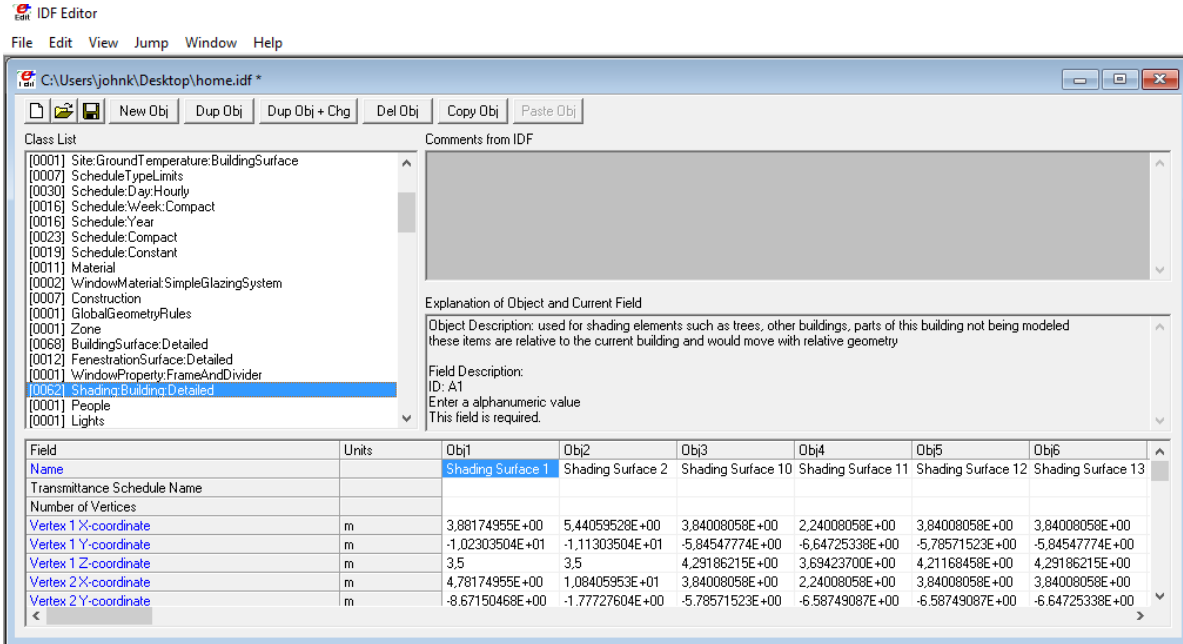 IDF Editor
File Edit View Jump Window Help
C:\Users\johnk\Desktop\home.idf *
New Obj Dup Obj Dup Obj + Chg Del Obj Copy Obj Paste Obj
Class List
[0001] Site:GroundTemperature:BuildingSurface
[0007] ScheduleTypeLimits
[0030] Schedule:Day:Hourly
[0016] Schedule:Week:Compact
[0016] Schedule:Year
[0023] Schedule:Compact
[0019] Schedule:Constant
[0011] Material
[0002] WindowMaterial:SimpleGlazingSystem
[0007] Construction
[0001] GlobalGeometryRules
[0001] Zone
[0068] BuildingSurface:Detailed
[0012] FenestrationSurface:Detailed
[0001] WindowProperty:FrameAndDivider
[0062] Shading:Building:Detailed
[0001] People
[0001] Lights
Comments from IDF
Explanation of Object and Current Field
Object Description: used for shading elements such as trees, other buildings, parts of this building not being modeled
these items are relative to the current building and would move with relative geometry
Field Description:
ID: A1
Enter a alphanumeric value
This field is required.
Field Units Obj1 Obj2 Obj3 Obj4 Obj5 Obj6
Name Shading Surface 1 Shading Surface 2 Shading Surface 10 Shading Surface 11 Shading Surface 12 Shading Surface 13
Transmittance Schedule Name
Number of Vertices
Vertex 1 X-coordinate m 3,88174955E+00 5,44059528E+00 3,84008058E+00 2,24008058E+00 3,84008058E+00 3,84008058E+00
Vertex 1 Y-coordinate m -1,02303504E+01 -1,11303504E+01 -5,84547774E+00 -6,64725338E+00 -5,78571523E+00 -5,84547774E+00
Vertex 1 Z-coordinate m 3,5 3,5 4,29186215E+00 3,69423700E+00 4,21168458E+00 4,29186215E+00
Vertex 2 X-coordinate m 4,78174955E+00 1,08405953E+01 3,84008058E+00 2,24008058E+00 3,84008058E+00 3,84008058E+00
Vertex 2 Y-coordinate m -8,67150468E+00 -1,77727604E+00 -5,78571523E+00 -6,58749087E+00 -6,58749087E+00 -6,64725338E+00